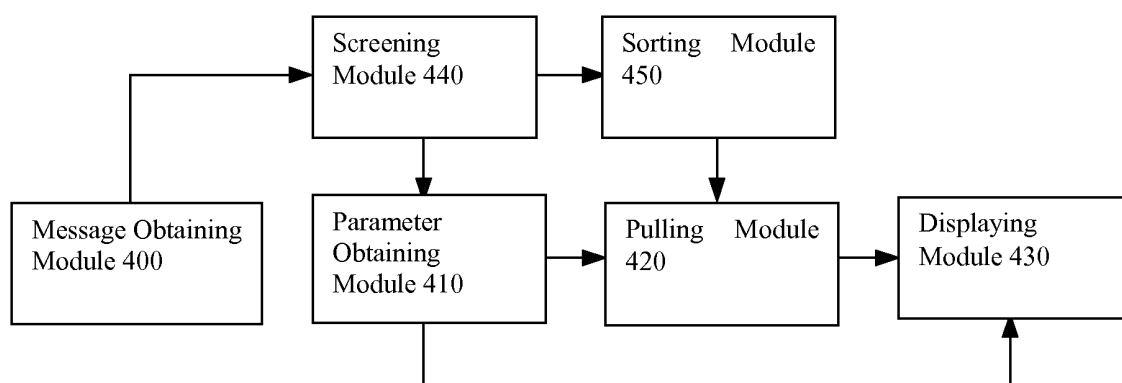 Screening
Module 440
Sorting Module
450
Message Obtaining
Module 400
Parameter
Obtaining
Module 410
Pulling Module
420
Displaying
Module 430